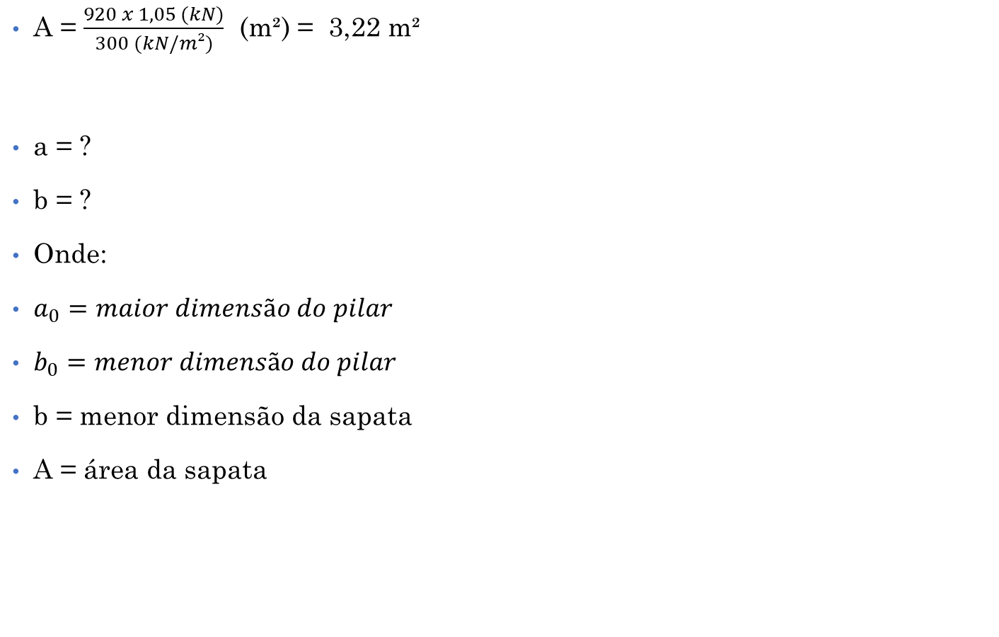 • A = 920 x 1,05 (kN) / 300 (kN/m²) (m²) = 3,22 m²
• a = ?
• b = ?
• Onde:
• a₀ = maior dimensão do pilar
• b₀ = menor dimensão do pilar
• b = menor dimensão da sapata
• A = área da sapata